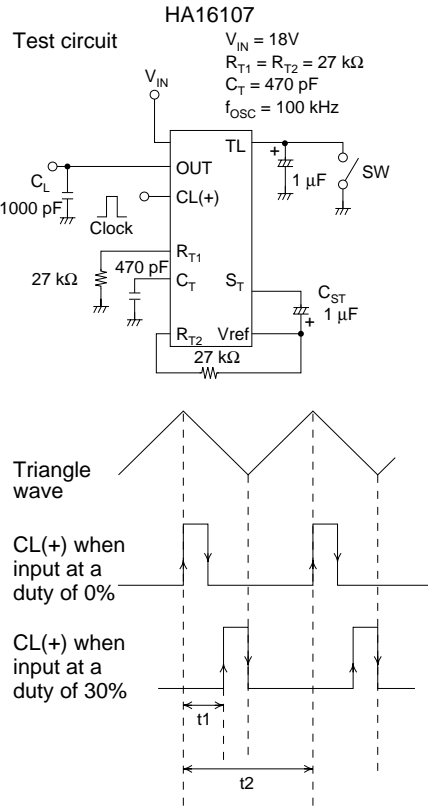 HA16107
Test circuit
V_IN = 18V
R_T1 = R_T2 = 27 kΩ
C_T = 470 pF
f_OSC = 100 kHz
V_IN
TL
OUT
C_L
1000 pF
CL(+)
Clock
+
1 μF
SW
R_T1
27 kΩ
470 pF
C_T
S_T
C_ST
1 μF
+
R_T2
Vref
27 kΩ
Triangle
wave
CL(+) when
input at a
duty of 0%
CL(+) when
input at a
duty of 30%
t1
t2